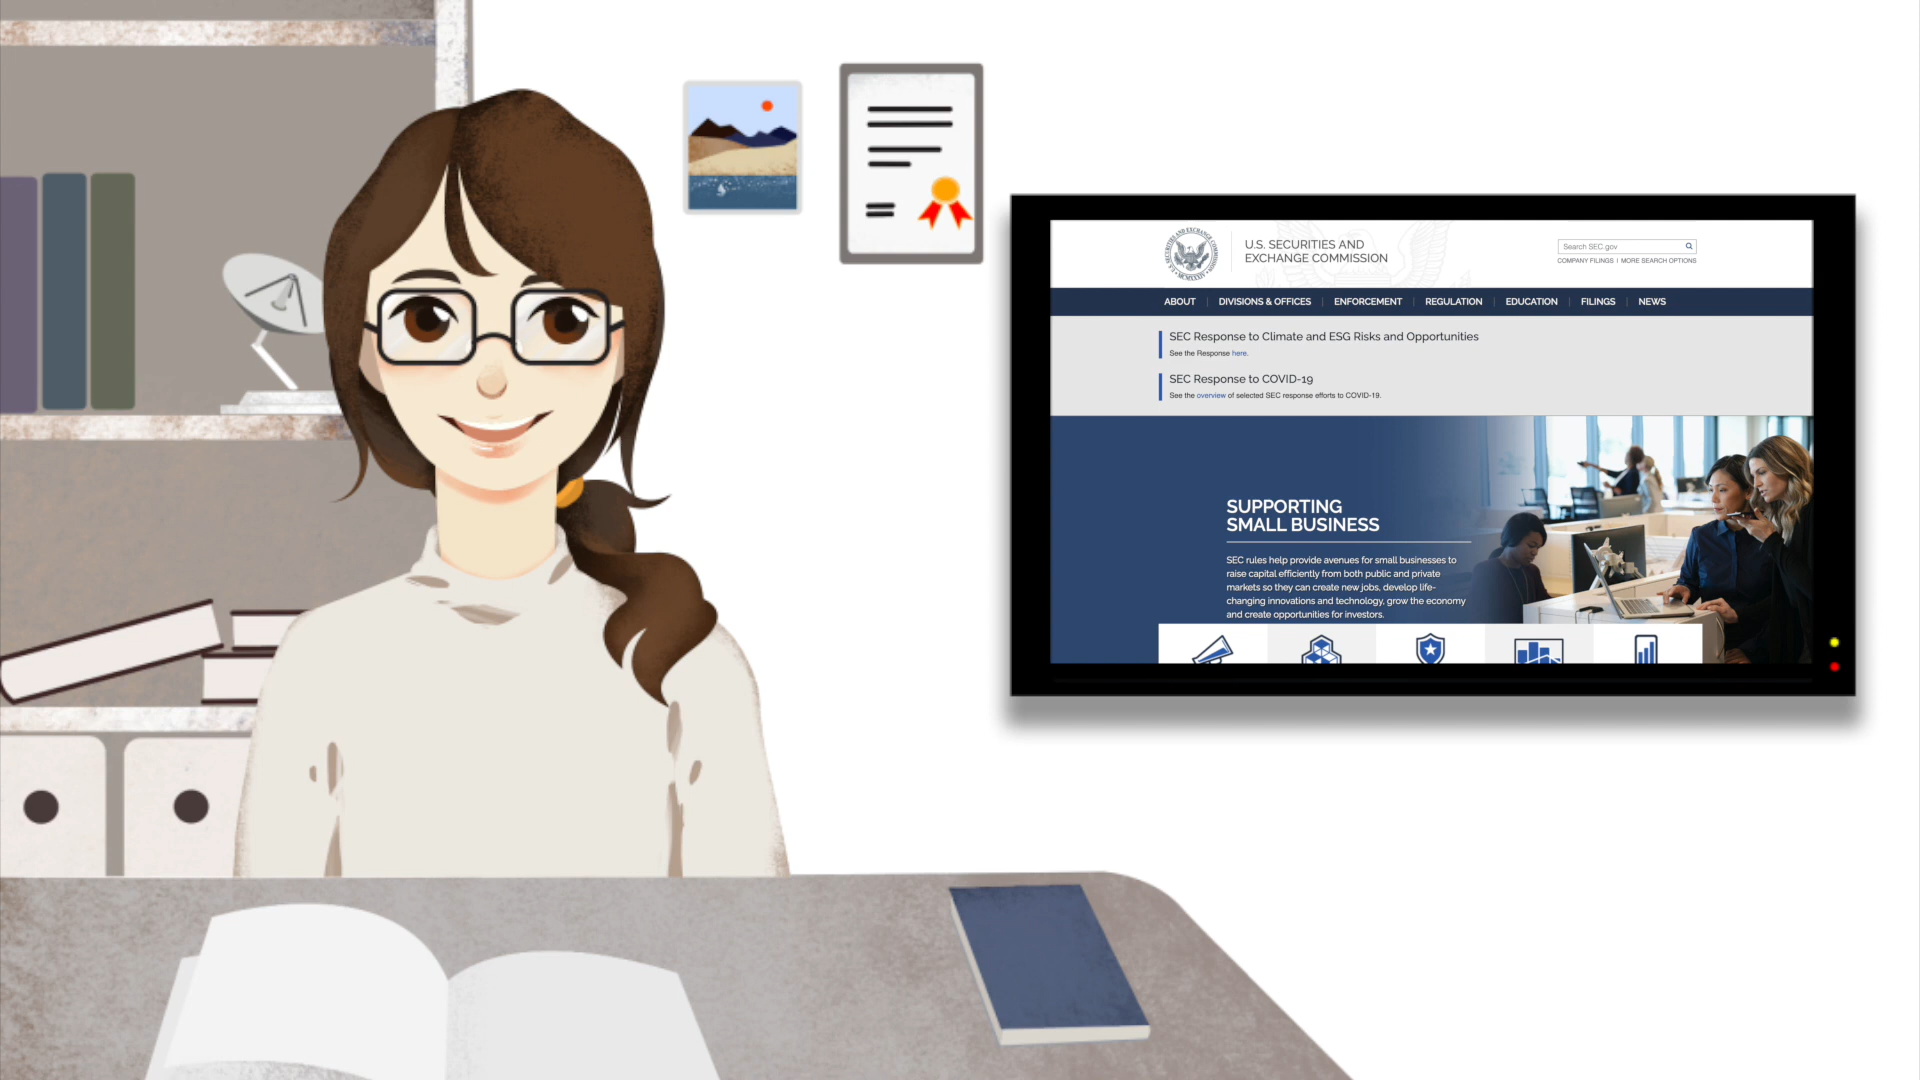 U.S. SECURITIES AND
EXCHANGE COMMISSION
Search SEC.gov
COMPANY FILINGS | MORE SEARCH OPTIONS
ABOUT | DIVISIONS & OFFICES | ENFORCEMENT | REGULATION | EDUCATION | FILINGS | NEWS
SEC Response to Climate and ESG Risks and Opportunities
See the Response here.
SEC Response to COVID-19
See the overview of selected SEC response efforts to COVID-19.
SUPPORTING
SMALL BUSINESS
SEC rules help provide avenues for small businesses to
raise capital efficiently from both public and private
markets so they can create new jobs, develop life-
changing innovations and technology, grow the economy
and create opportunities for investors.